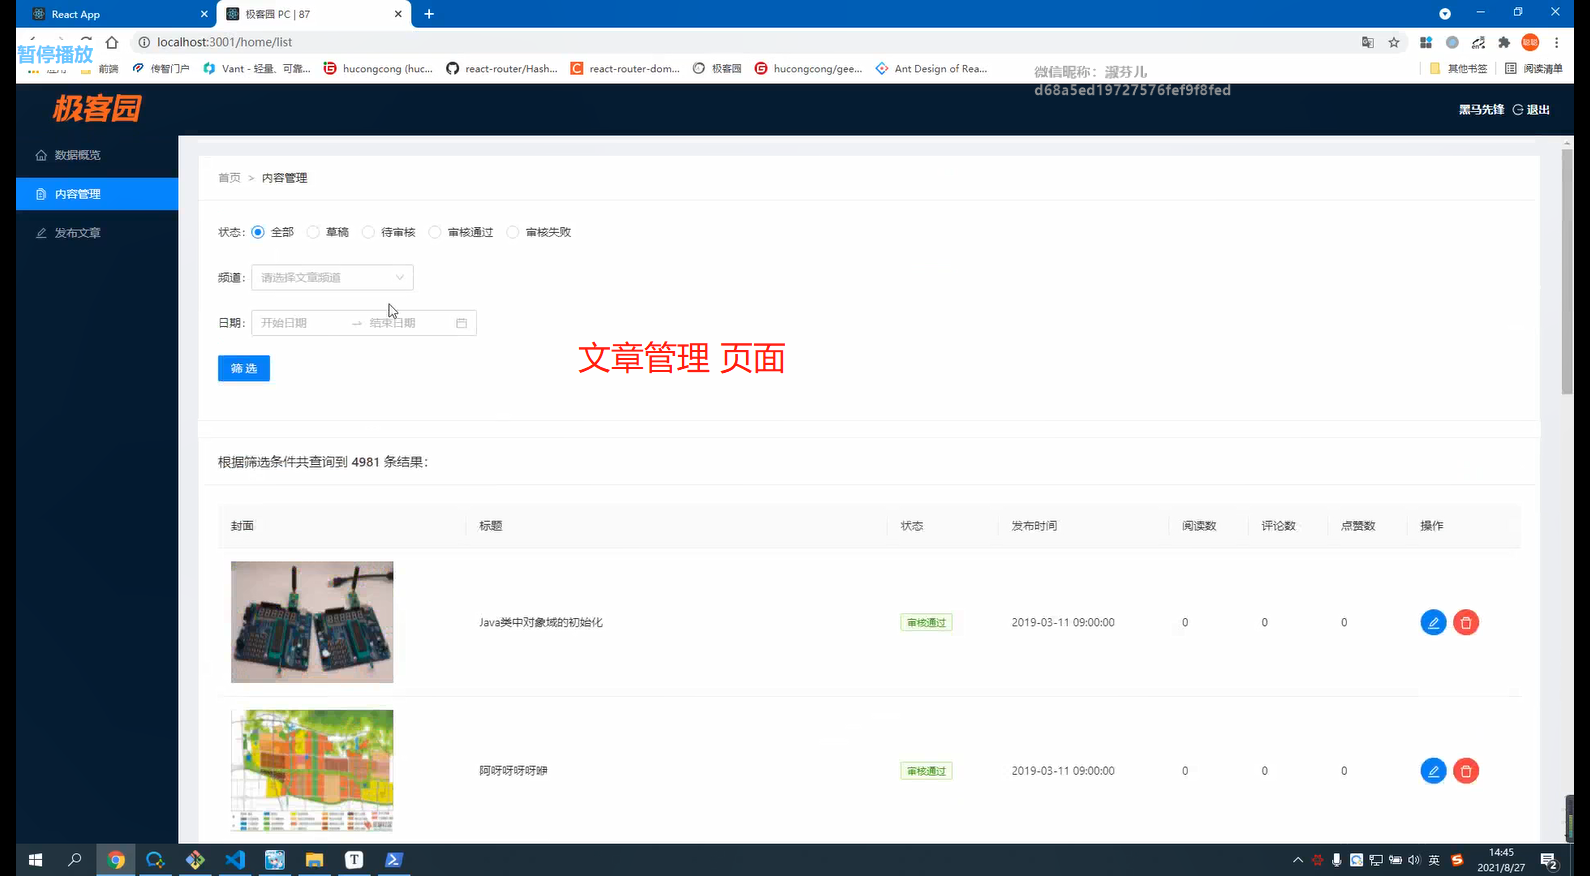 React App
极客园 PC | 87
localhost:3001/home/list
暂停播放
前端
传智门户
Vant - 轻量、可靠...
hucongcong (huc...
react-router/Hash...
react-router-dom...
极客园
hucongcong/gee...
Ant Design of Rea...
其他书签
阅读清单
微信昵称：淑芬儿
d68a5ed19727576fef9f8fed
极客园
黑马先锋 退出
数据概览
内容管理
发布文章
首页 > 内容管理
状态: 全部 草稿 待审核 审核通过 审核失败
频道: 请选择文章频道
日期: 开始日期 结束日期
筛 选
文章管理 页面
根据筛选条件共查询到 4981 条结果:
封面 标题 状态 发布时间 阅读数 评论数 点赞数 操作
Java类中对象域的初始化 审核通过 2019-03-11 09:00:00 0 0 0
阿呀呀呀呀咿 审核通过 2019-03-11 09:00:00 0 0 0
英
14:45
2021/8/27
2